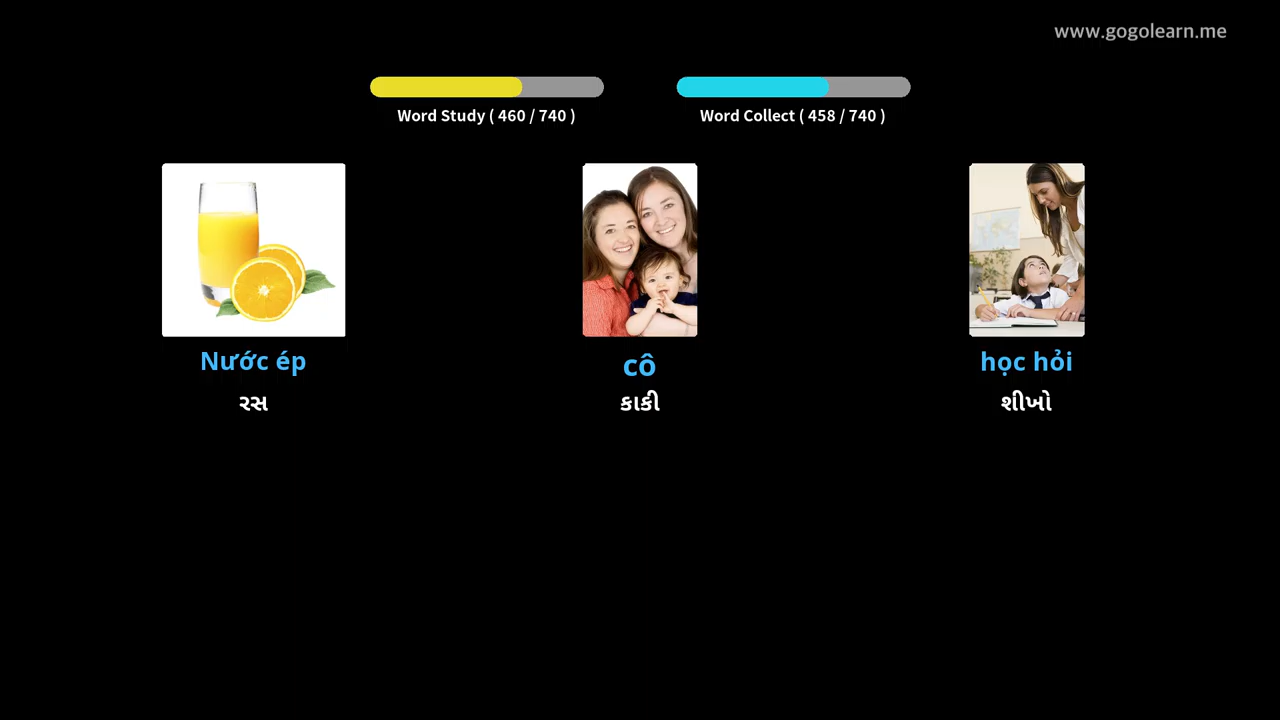 www.gogolearn.me
Word Study ( 460 / 740 )
Word Collect ( 458 / 740 )
Nước ép
રસ
cô
કાકી
học hỏi
શીખો